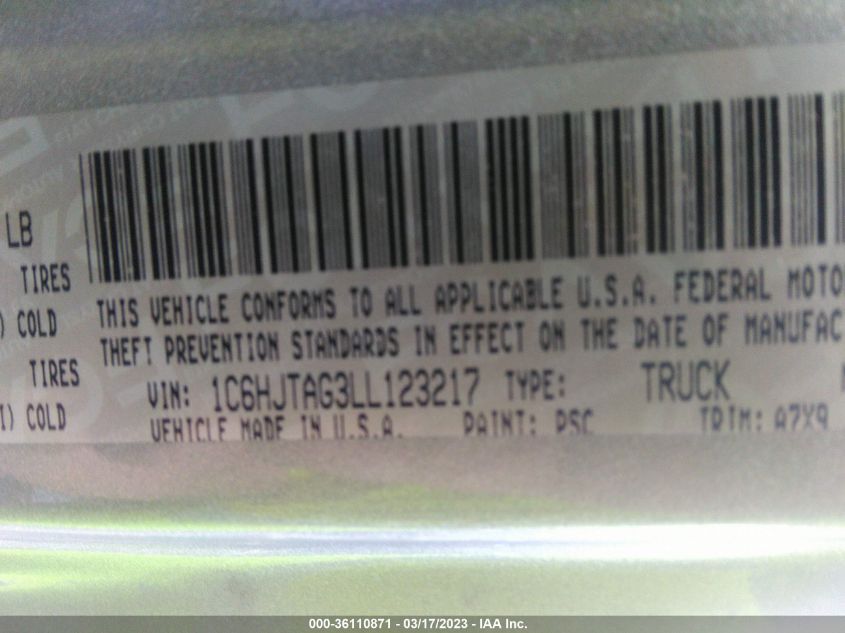 LB
TIRES
) COLD
TIRES
I) COLD
THIS VEHICLE CONFORMS TO ALL APPLICABLE U.S.A. FEDERAL MOTO
THEFT PREVENTION STANDARDS IN EFFECT ON THE DATE OF MANUFAC
VIN: 1C6HJTAG3LL123217 TYPE: TRUCK
VEHICLE MADE IN U.S.A. PAINT: PSC TRIM: A7X9
000-36110871 - 03/17/2023 - IAA Inc.